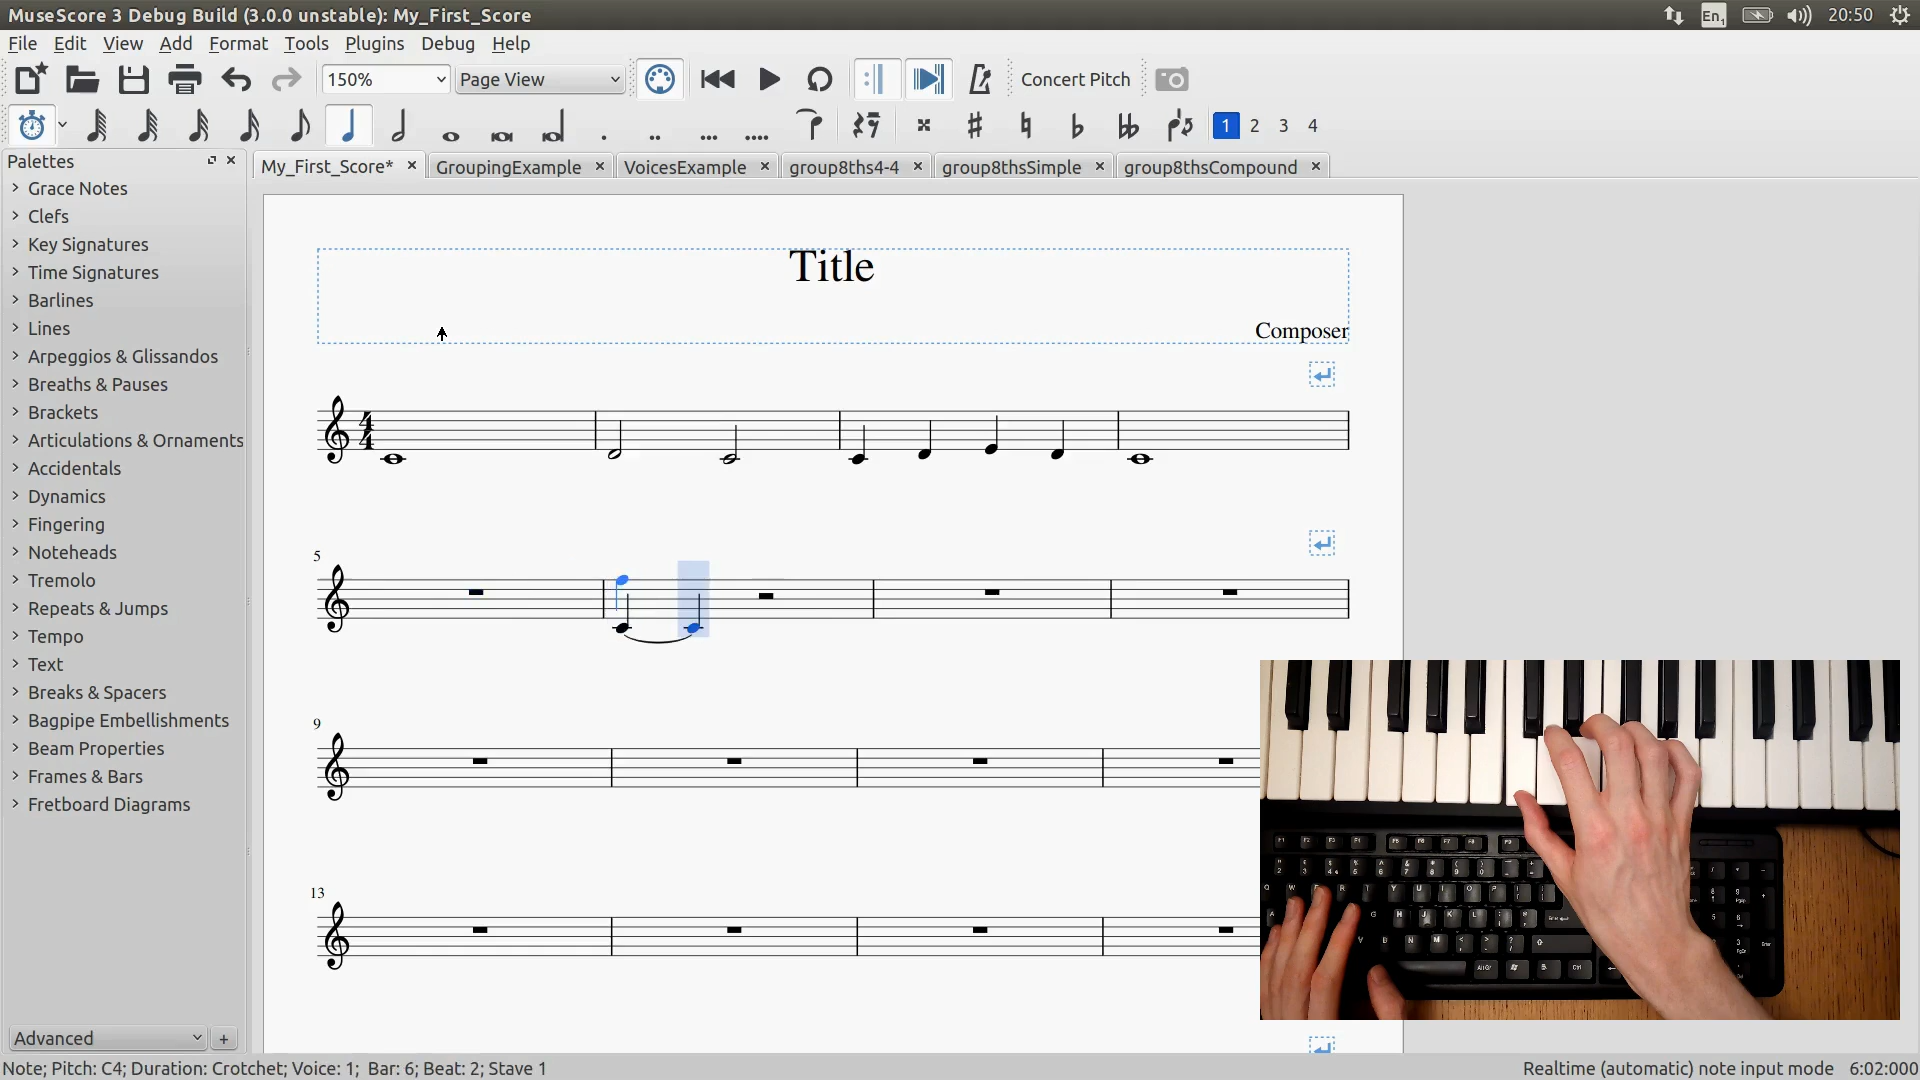 MuseScore 3 Debug Build (3.0.0 unstable): My_First_Score
En1 20:50
File Edit View Add Format Tools Plugins Debug Help
150% Page View Concert Pitch
1 2 3 4
Palettes
My_First_Score* GroupingExample VoicesExample group8ths4-4 group8thsSimple group8thsCompound
Grace Notes
Clefs
Key Signatures
Time Signatures
Barlines
Lines
Arpeggios & Glissandos
Breaths & Pauses
Brackets
Articulations & Ornaments
Accidentals
Dynamics
Fingering
Noteheads
Tremolo
Repeats & Jumps
Tempo
Text
Breaks & Spacers
Bagpipe Embellishments
Beam Properties
Frames & Bars
Fretboard Diagrams
Advanced +
Title
Composer
4
4
5
9
13
Note; Pitch: C4; Duration: Crotchet; Voice: 1; Bar: 6; Beat: 2; Stave 1
Realtime (automatic) note input mode 6:02:000